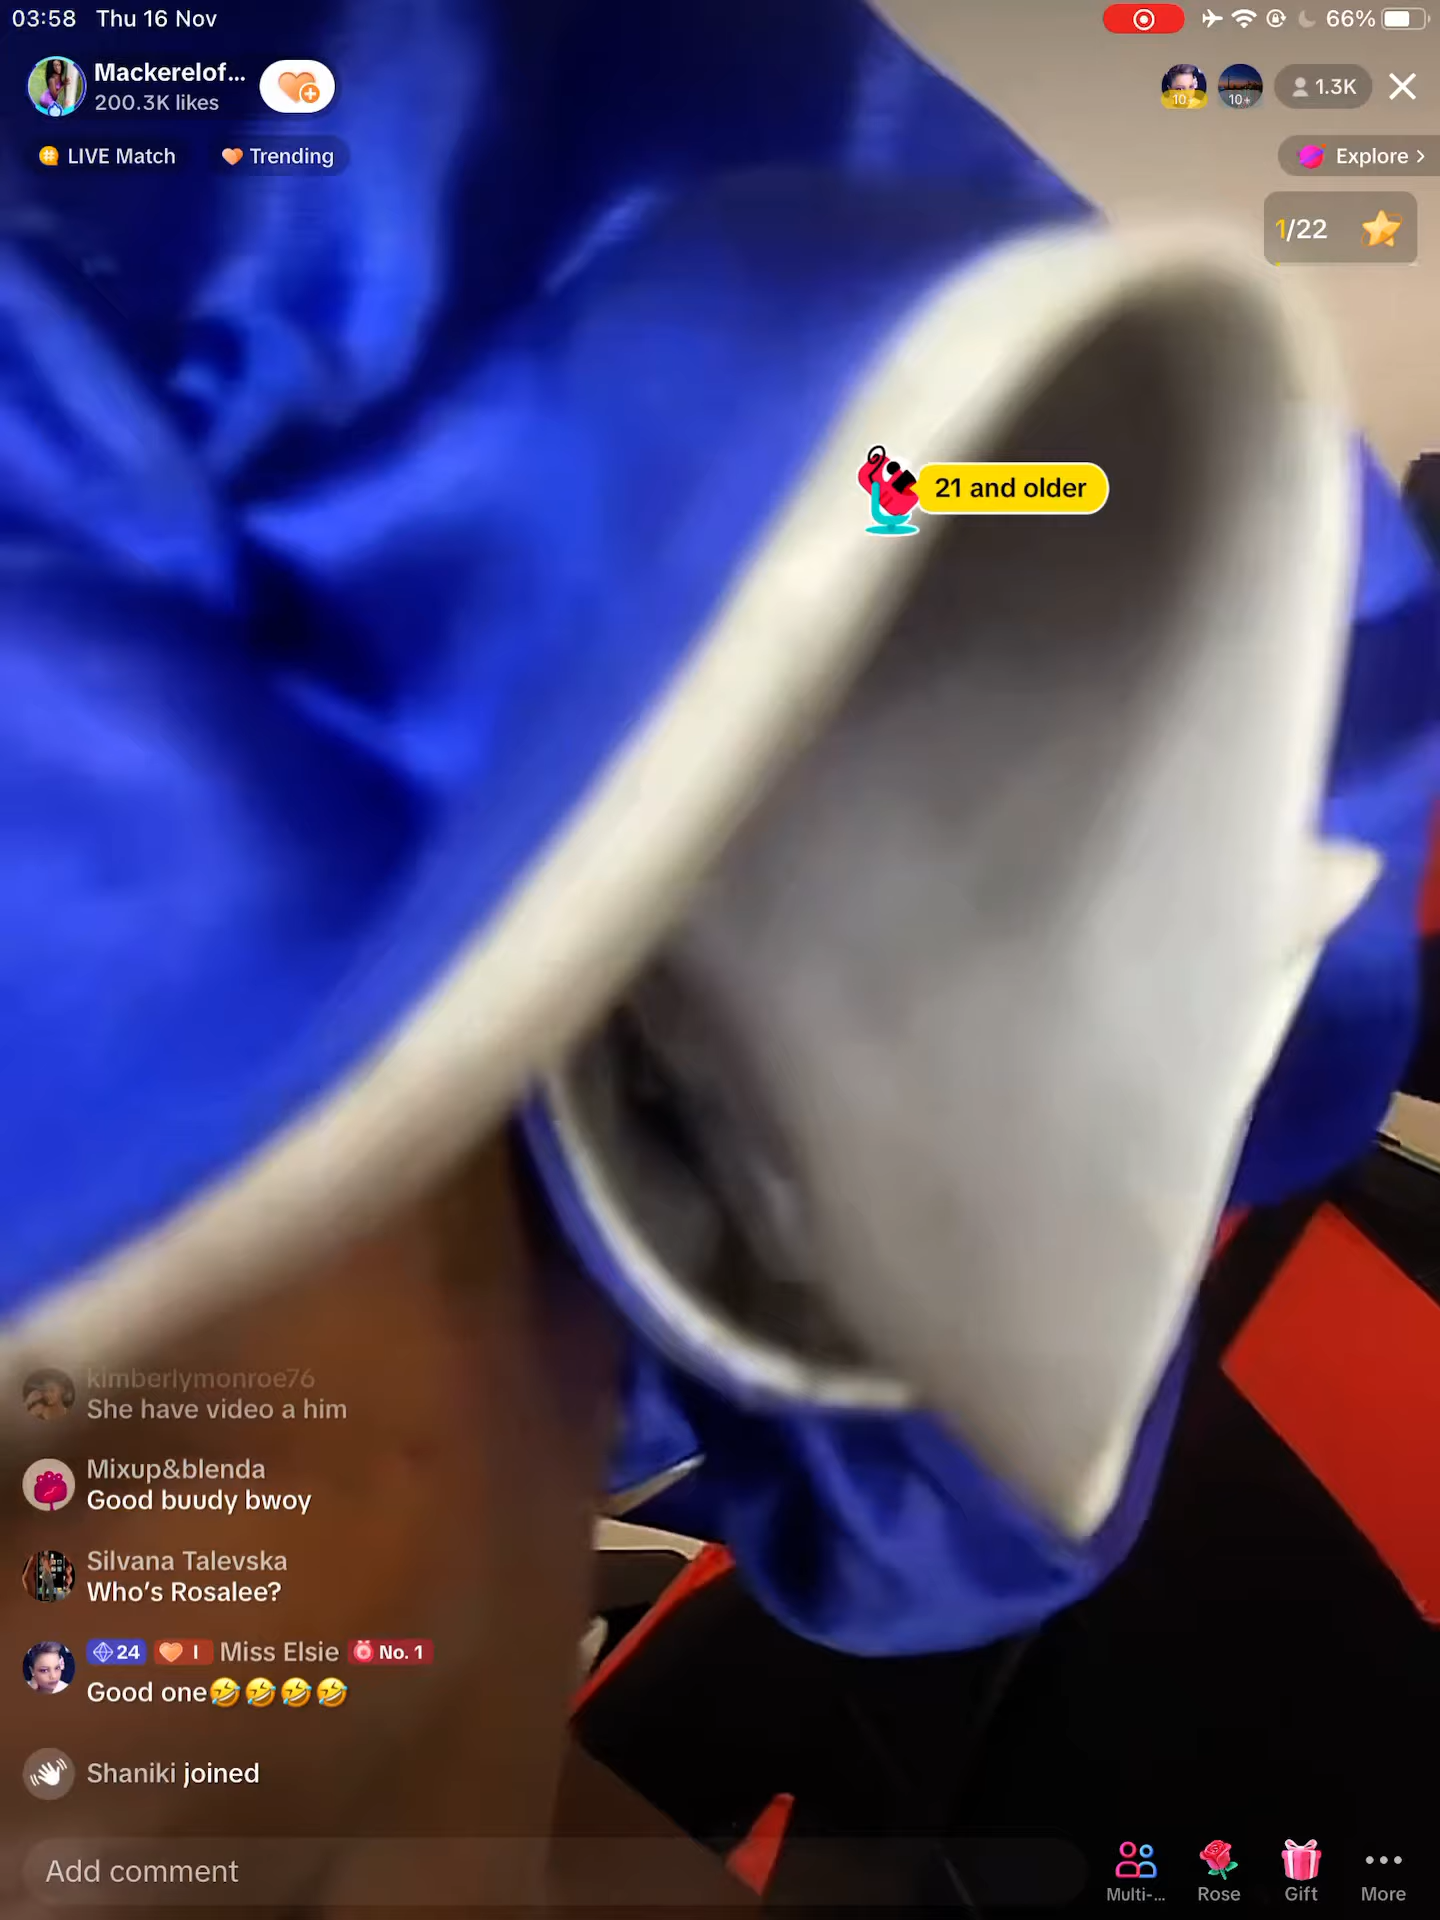 03:58 Thu 16 Nov
66%
Mackerelof...
200.3K likes
10+
10+
1.3K
LIVE Match
Trending
Explore >
1/22
21 and older
kimberlymonroe76
She have video a him
Mixup&blenda
Good buudy bwoy
Silvana Talevska
Who's Rosalee?
24 I Miss Elsie No. 1
Good one🤣🤣🤣🤣
Shaniki joined
Add comment
Multi-...
Rose
Gift
More